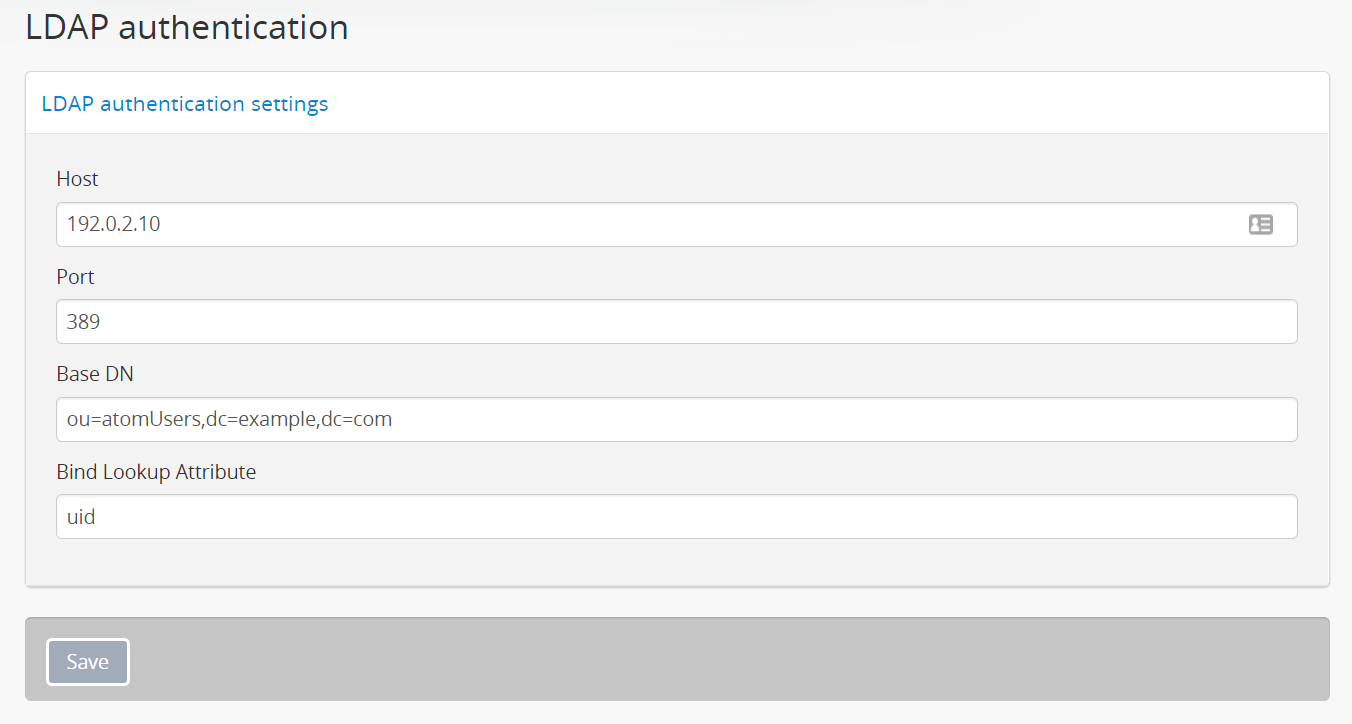 LDAP authentication
LDAP authentication settings
Host
192.0.2.10
Port
389
Base DN
ou=atomUsers,dc=example,dc=com
Bind Lookup Attribute
uid
Save